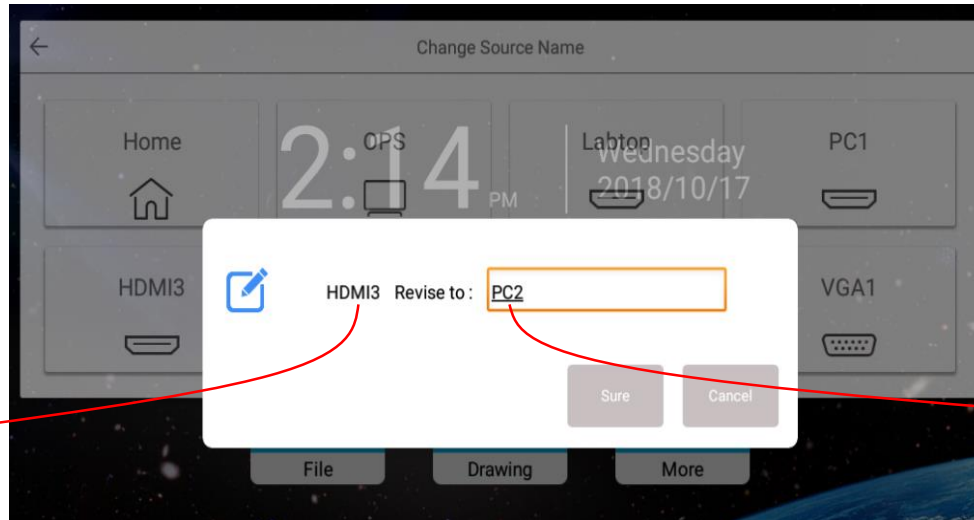 Change Source Name
Home
OPS
Labtop
PC1
2:14 PM
Wednesday
2018/10/17
HDMI3
VGA1
HDMI3 Revise to : PC2
Sure
Cancel
File
Drawing
More